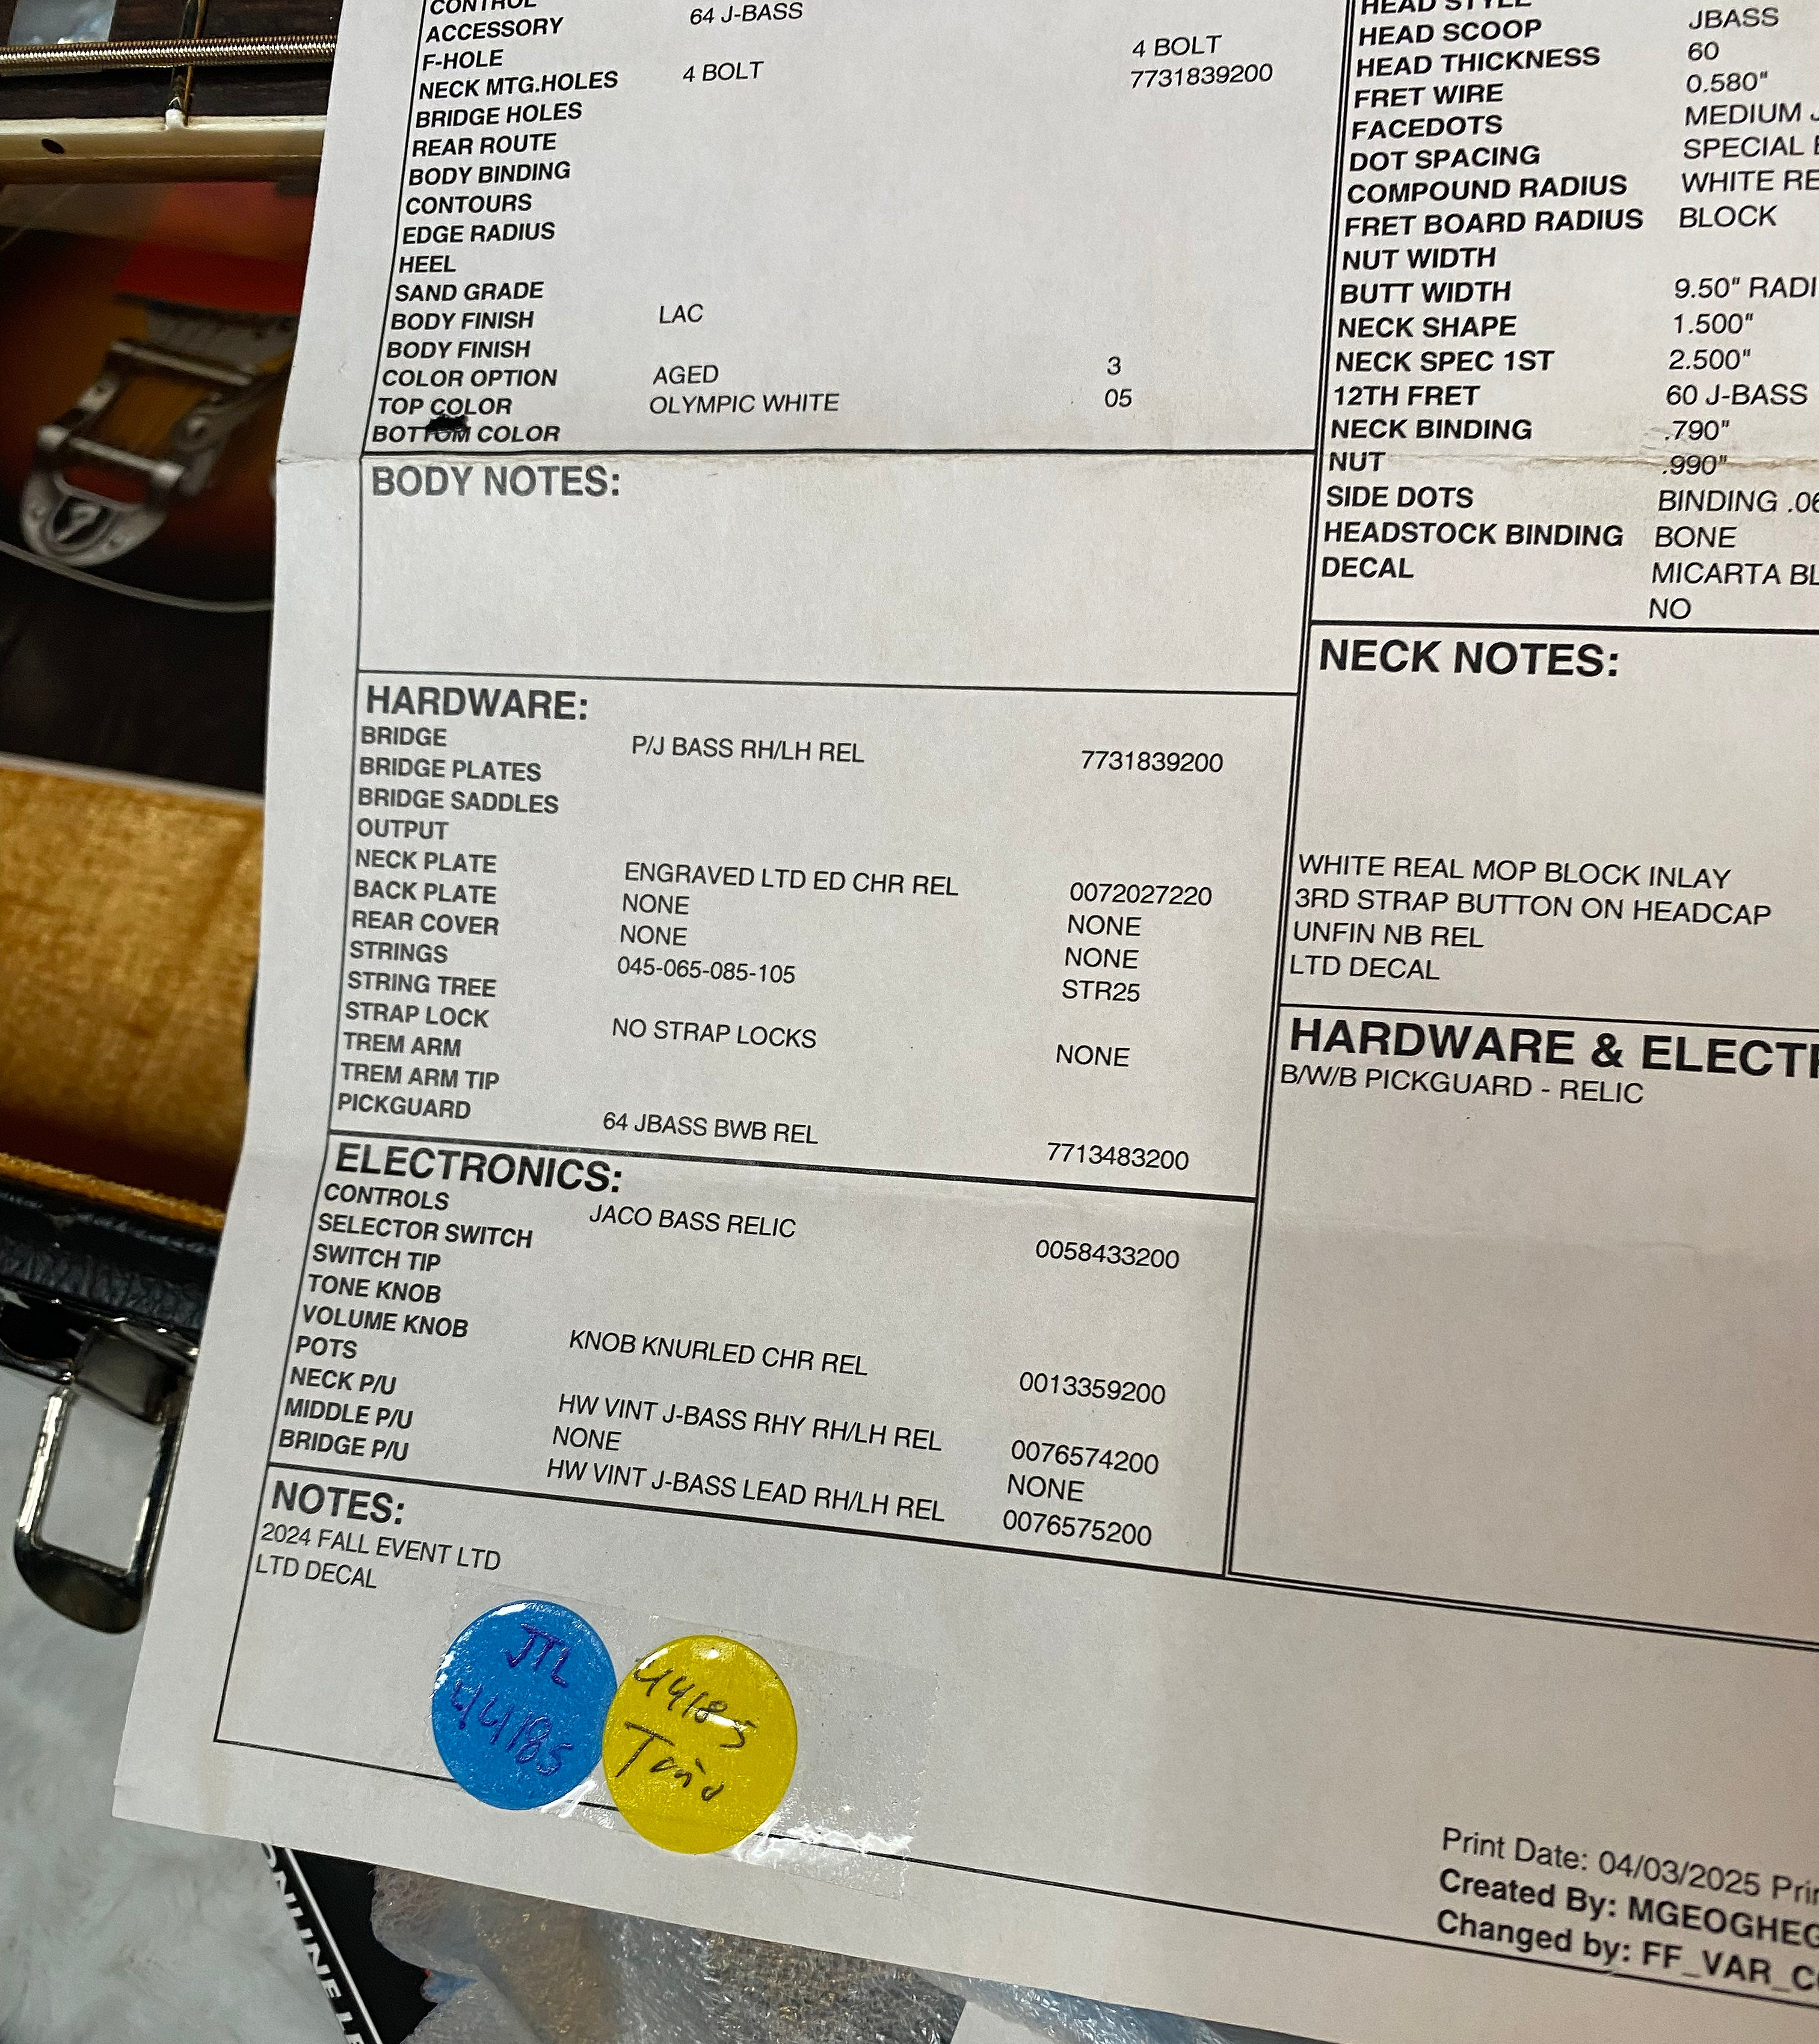 CONTROL
ACCESSORY 64 J-BASS
F-HOLE 4 BOLT
NECK MTG.HOLES 4 BOLT 7731839200
BRIDGE HOLES
REAR ROUTE
BODY BINDING
CONTOURS
EDGE RADIUS
HEEL
SAND GRADE
BODY FINISH LAC
BODY FINISH
COLOR OPTION AGED 3
TOP COLOR OLYMPIC WHITE 05
BOTTOM COLOR
BODY NOTES:
HARDWARE:
BRIDGE P/J BASS RH/LH REL 7731839200
BRIDGE PLATES
BRIDGE SADDLES
OUTPUT
NECK PLATE ENGRAVED LTD ED CHR REL 0072027220
BACK PLATE NONE NONE
REAR COVER NONE NONE
STRINGS 045-065-085-105 STR25
STRING TREE
STRAP LOCK NO STRAP LOCKS NONE
TREM ARM
TREM ARM TIP
PICKGUARD 64 JBASS BWB REL 7713483200
ELECTRONICS:
CONTROLS JACO BASS RELIC 0058433200
SELECTOR SWITCH
SWITCH TIP
TONE KNOB
VOLUME KNOB KNOB KNURLED CHR REL 0013359200
POTS
NECK P/U HW VINT J-BASS RHY RH/LH REL 0076574200
MIDDLE P/U NONE NONE
BRIDGE P/U HW VINT J-BASS LEAD RH/LH REL 0076575200
NOTES:
2024 FALL EVENT LTD
LTD DECAL
JTL
44185
44185
HEAD STYLE
HEAD SCOOP JBASS
HEAD THICKNESS 60
FRET WIRE 0.580"
FACEDOTS MEDIUM J
DOT SPACING SPECIAL
COMPOUND RADIUS WHITE RE
FRET BOARD RADIUS BLOCK
NUT WIDTH
BUTT WIDTH 9.50" RADI
NECK SHAPE 1.500"
NECK SPEC 1ST 2.500"
12TH FRET 60 J-BASS
NECK BINDING .790"
NUT .990"
SIDE DOTS BINDING .06
HEADSTOCK BINDING BONE
DECAL MICARTA BL
NO
NECK NOTES:
WHITE REAL MOP BLOCK INLAY
3RD STRAP BUTTON ON HEADCAP
UNFIN NB REL
LTD DECAL
HARDWARE & ELECTR
B/W/B PICKGUARD - RELIC
Print Date: 04/03/2025 Prin
Created By: MGEOGHEG
Changed by: FF_VAR_CO